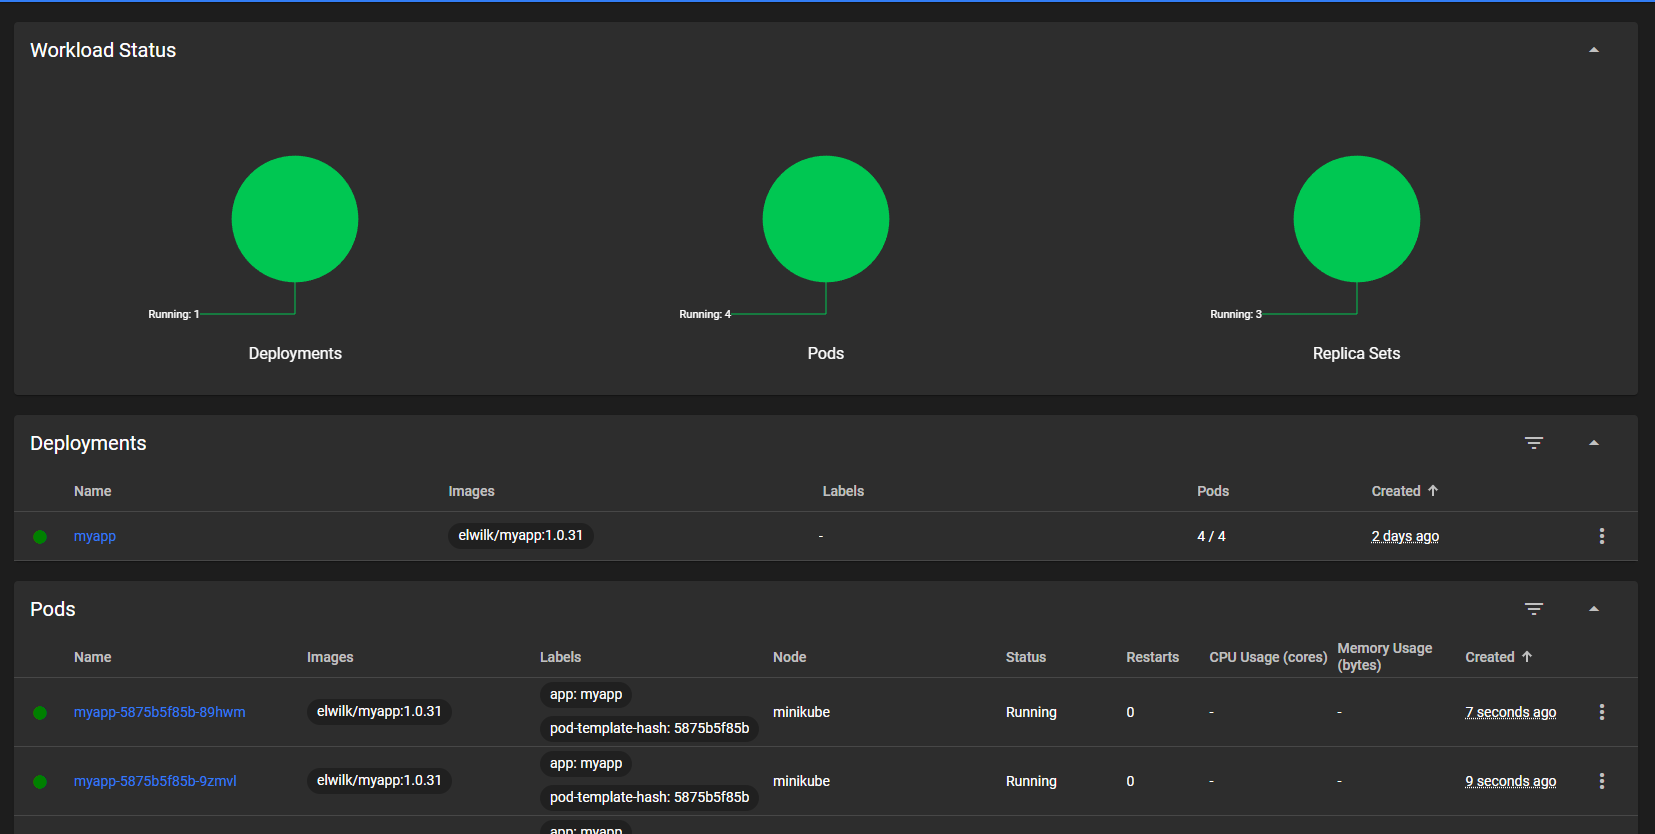 Workload Status
Running: 1
Running: 4
Running: 3
Deployments
Pods
Replica Sets
Deployments
Name Images Labels Pods Created
myapp elwilk/myapp:1.0.31 - 4 / 4 2 days ago
Pods
Name Images Labels Node Status Restarts CPU Usage (cores) Memory Usage (bytes) Created
myapp-5875b5f85b-89hwm elwilk/myapp:1.0.31 app: myapp minikube Running 0 - - 7 seconds ago
pod-template-hash: 5875b5f85b
myapp-5875b5f85b-9zmvl elwilk/myapp:1.0.31 app: myapp minikube Running 0 - - 9 seconds ago
pod-template-hash: 5875b5f85b
app: myapp